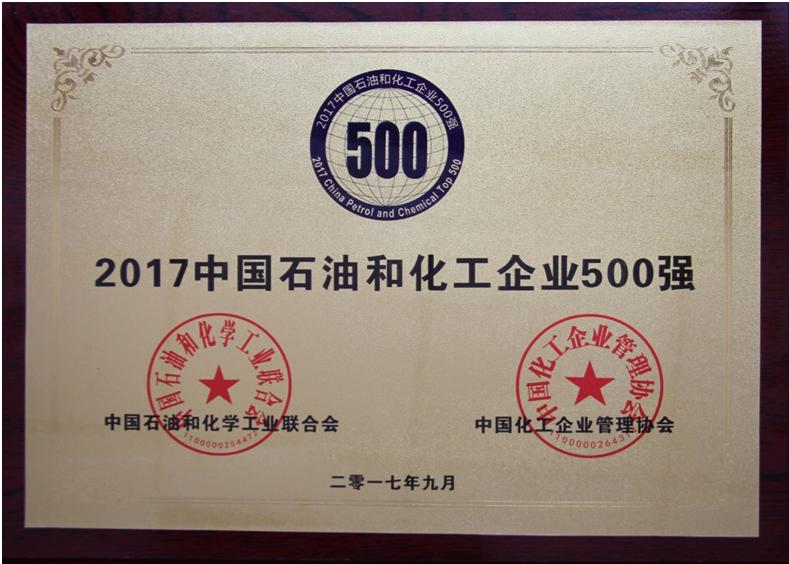 2017中国石油和化工企业500强
500
2017 China Petrol and Chemical Top 500
2017中国石油和化工企业500强
中国石油和化学工业联合会
中国化工企业管理协会
中国石油和化学工业联合会
中国化工企业管理协会
1100000254472
二零一七年九月